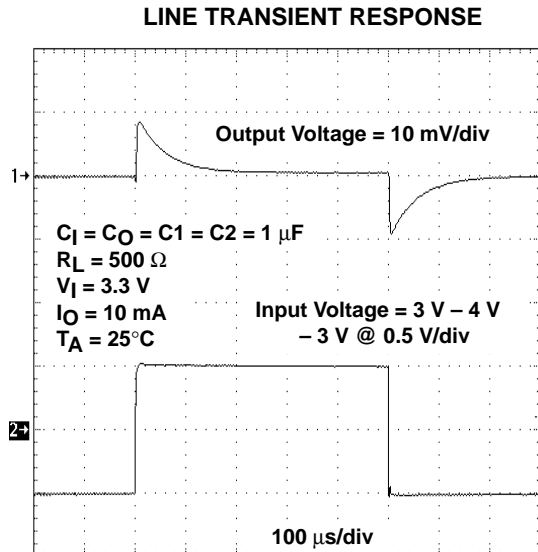 LINE TRANSIENT RESPONSE
Output Voltage = 10 mV/div
1→
CI = CO = C1 = C2 = 1 μF
RL = 500 Ω
VI = 3.3 V
IO = 10 mA
TA = 25°C
Input Voltage = 3 V – 4 V
– 3 V @ 0.5 V/div
2→
100 μs/div